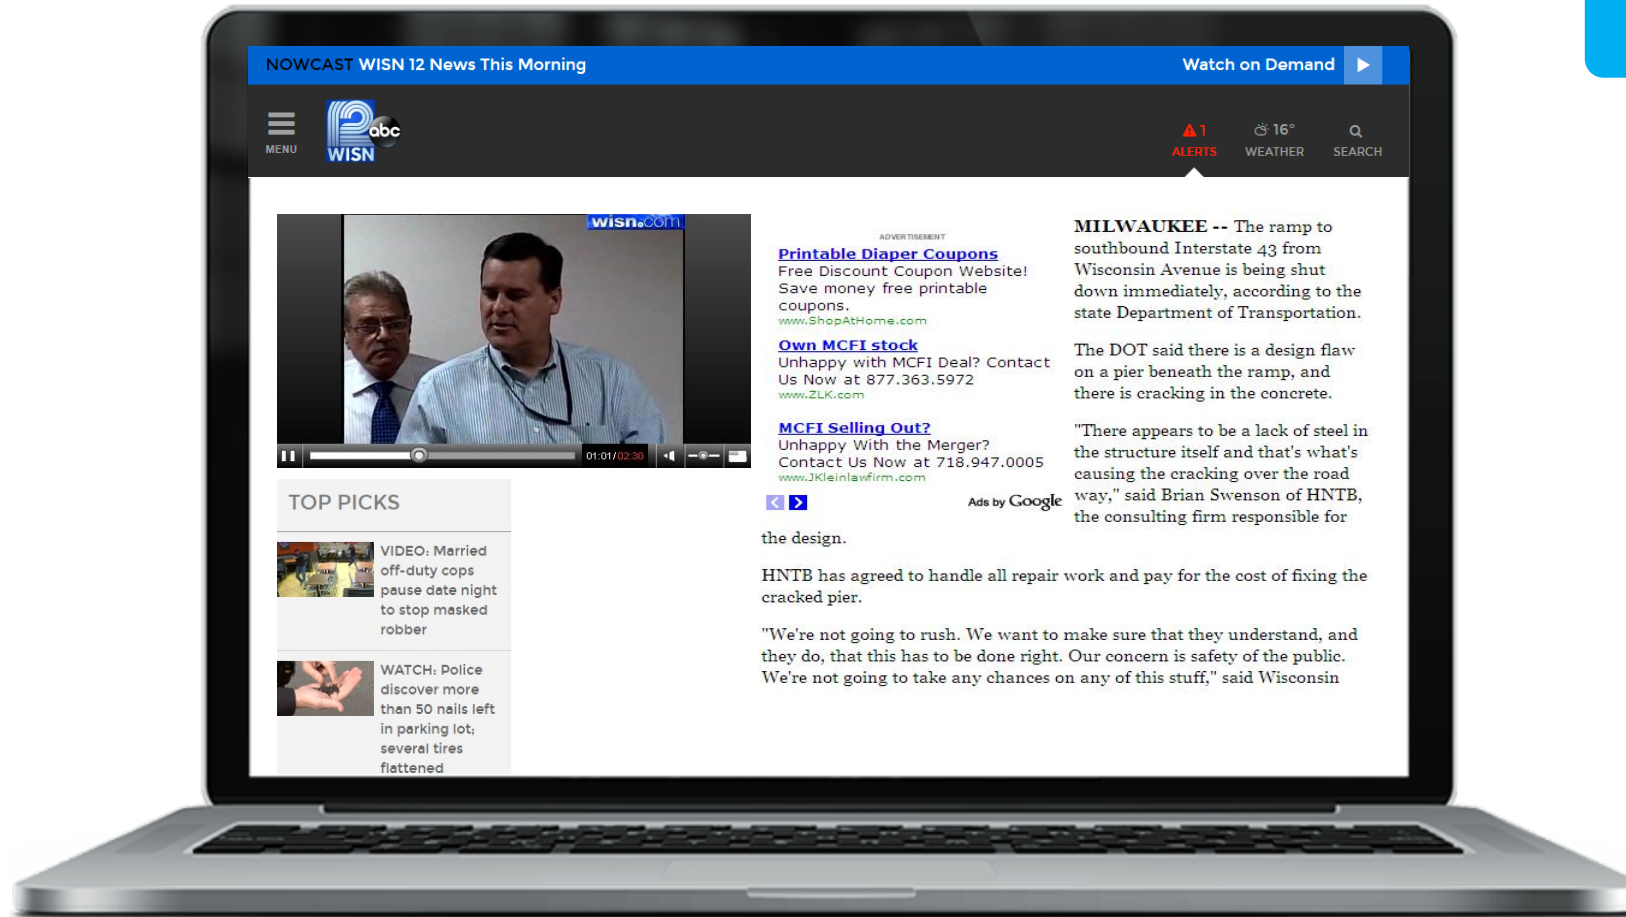 NOWCAST WISN 12 News This Morning
Watch on Demand
MENU
12
abc
WISN
1
ALERTS
16°
WEATHER
SEARCH
wisn.com
01:01/02:30
TOP PICKS
VIDEO: Married
off-duty cops
pause date night
to stop masked
robber
WATCH: Police
discover more
than 50 nails left
in parking lot;
several tires
flattened
ADVERTISEMENT
Printable Diaper Coupons
Free Discount Coupon Website!
Save money free printable
coupons.
www.ShopAtHome.com
Own MCFI stock
Unhappy with MCFI Deal? Contact
Us Now at 877.363.5972
www.ZLK.com
MCFI Selling Out?
Unhappy With the Merger?
Contact Us Now at 718.947.0005
www.JKleinlawfirm.com
Ads by Google
MILWAUKEE -- The ramp to
southbound Interstate 43 from
Wisconsin Avenue is being shut
down immediately, according to the
state Department of Transportation.
The DOT said there is a design flaw
on a pier beneath the ramp, and
there is cracking in the concrete.
"There appears to be a lack of steel in
the structure itself and that's what's
causing the cracking over the road
way," said Brian Swenson of HNTB,
the consulting firm responsible for
the design.
HNTB has agreed to handle all repair work and pay for the cost of fixing the
cracked pier.
"We're not going to rush. We want to make sure that they understand, and
they do, that this has to be done right. Our concern is safety of the public.
We're not going to take any chances on any of this stuff," said Wisconsin